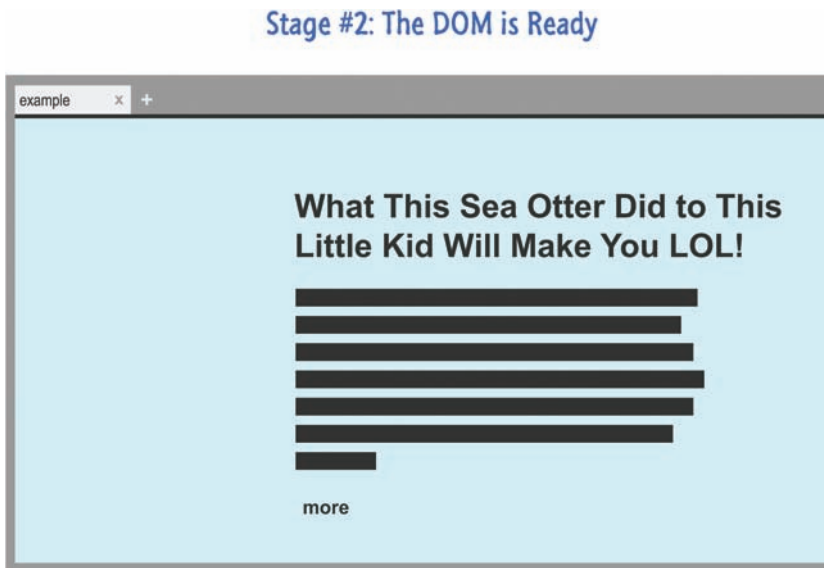 Stage #2: The DOM is Ready
example x +
What This Sea Otter Did to This
Little Kid Will Make You LOL!
more